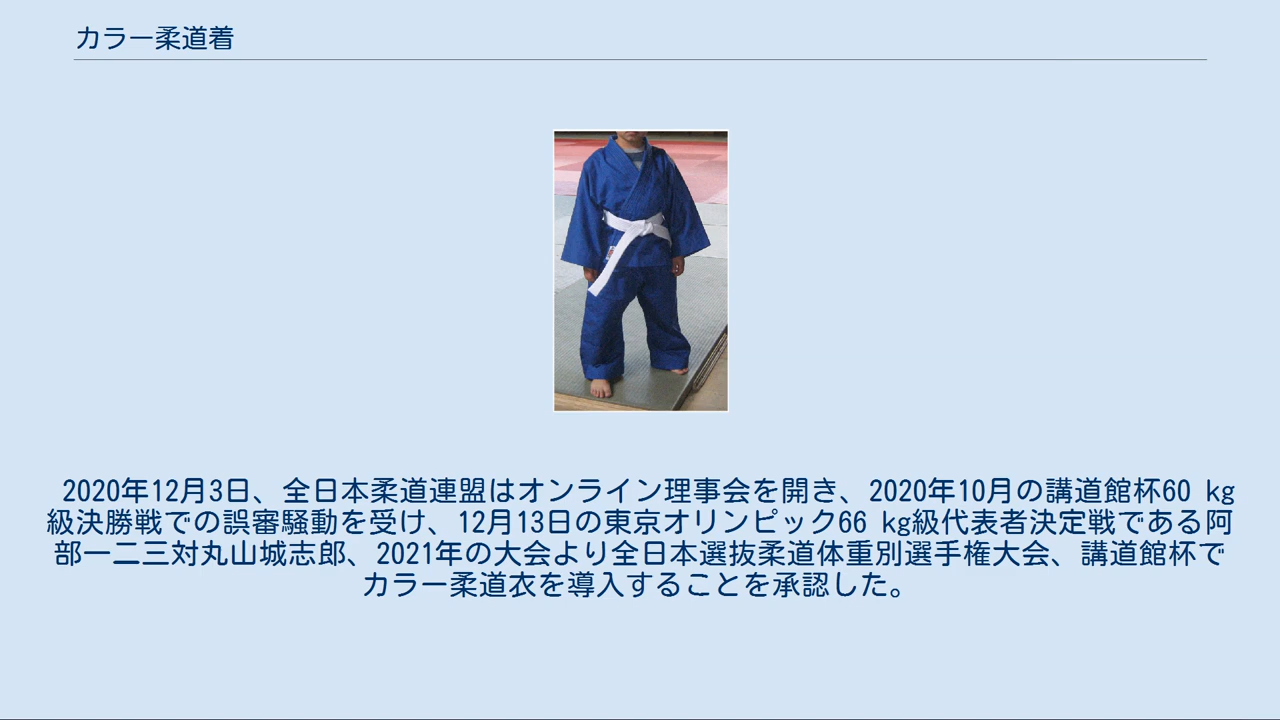 カラー柔道着
2020年12月3日、全日本柔道連盟はオンライン理事会を開き、2020年10月の講道館杯60 kg
級決勝戦での誤審騒動を受け、12月13日の東京オリンピック66 kg級代表者決定戦である阿
部一二三対丸山城志郎、2021年の大会より全日本選抜柔道体重別選手権大会、講道館杯で
カラー柔道衣を導入することを承認した。